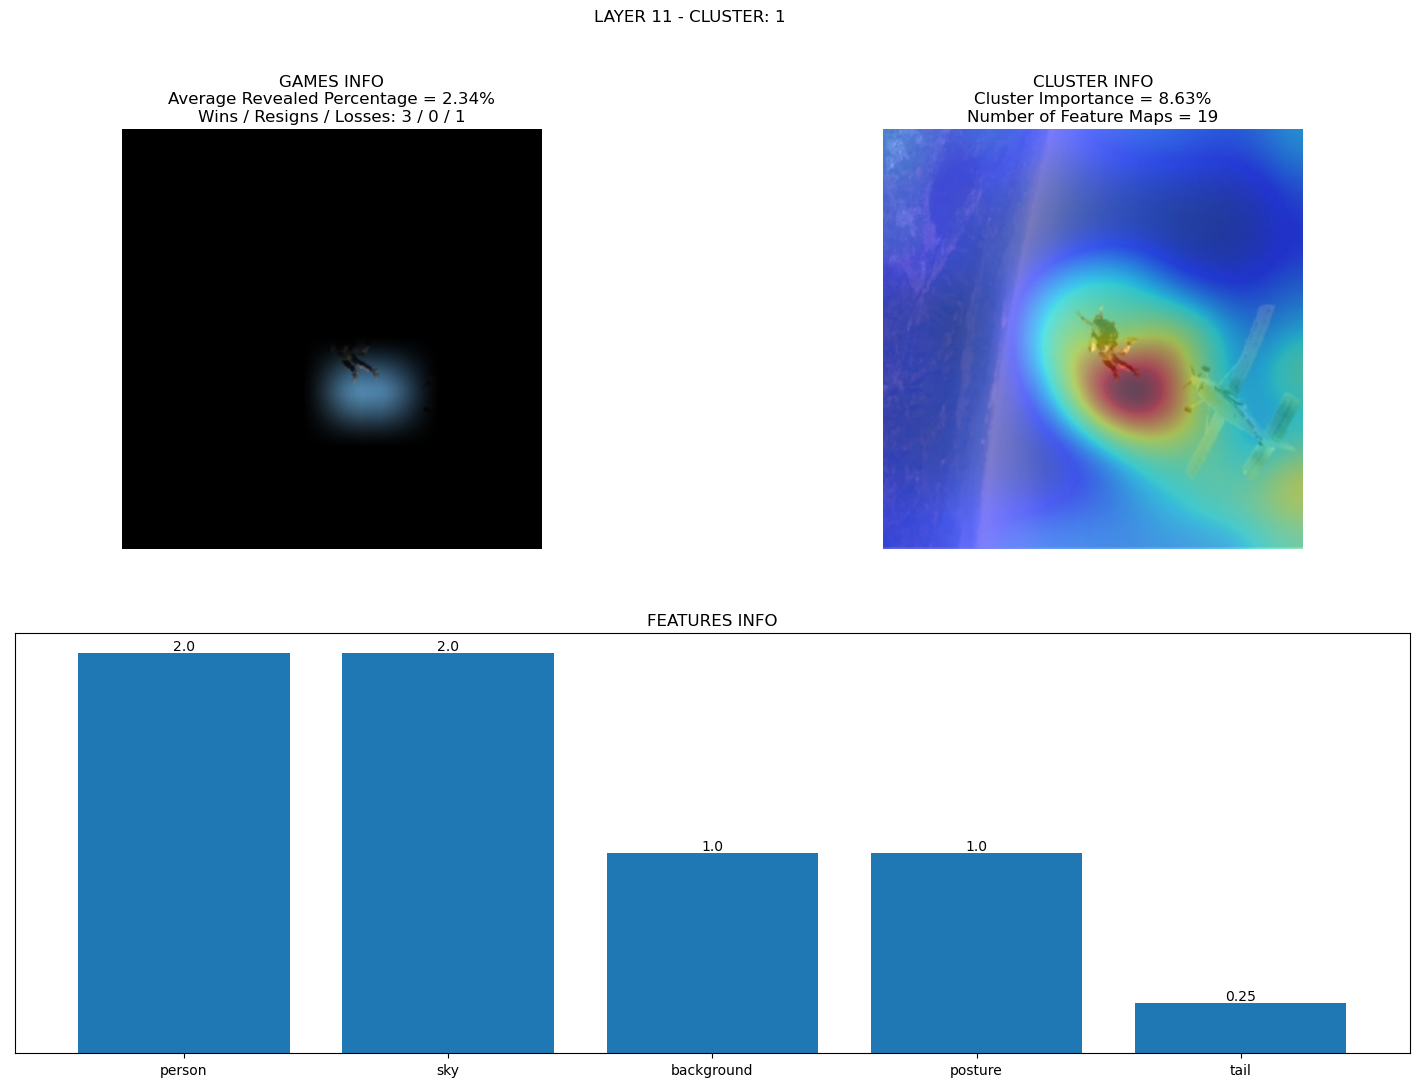 LAYER 11 - CLUSTER: 1
GAMES INFO
Average Revealed Percentage = 2.34%
Wins / Resigns / Losses: 3 / 0 / 1
CLUSTER INFO
Cluster Importance = 8.63%
Number of Feature Maps = 19
FEATURES INFO
2.0
2.0
1.0
1.0
0.25
person
sky
background
posture
tail